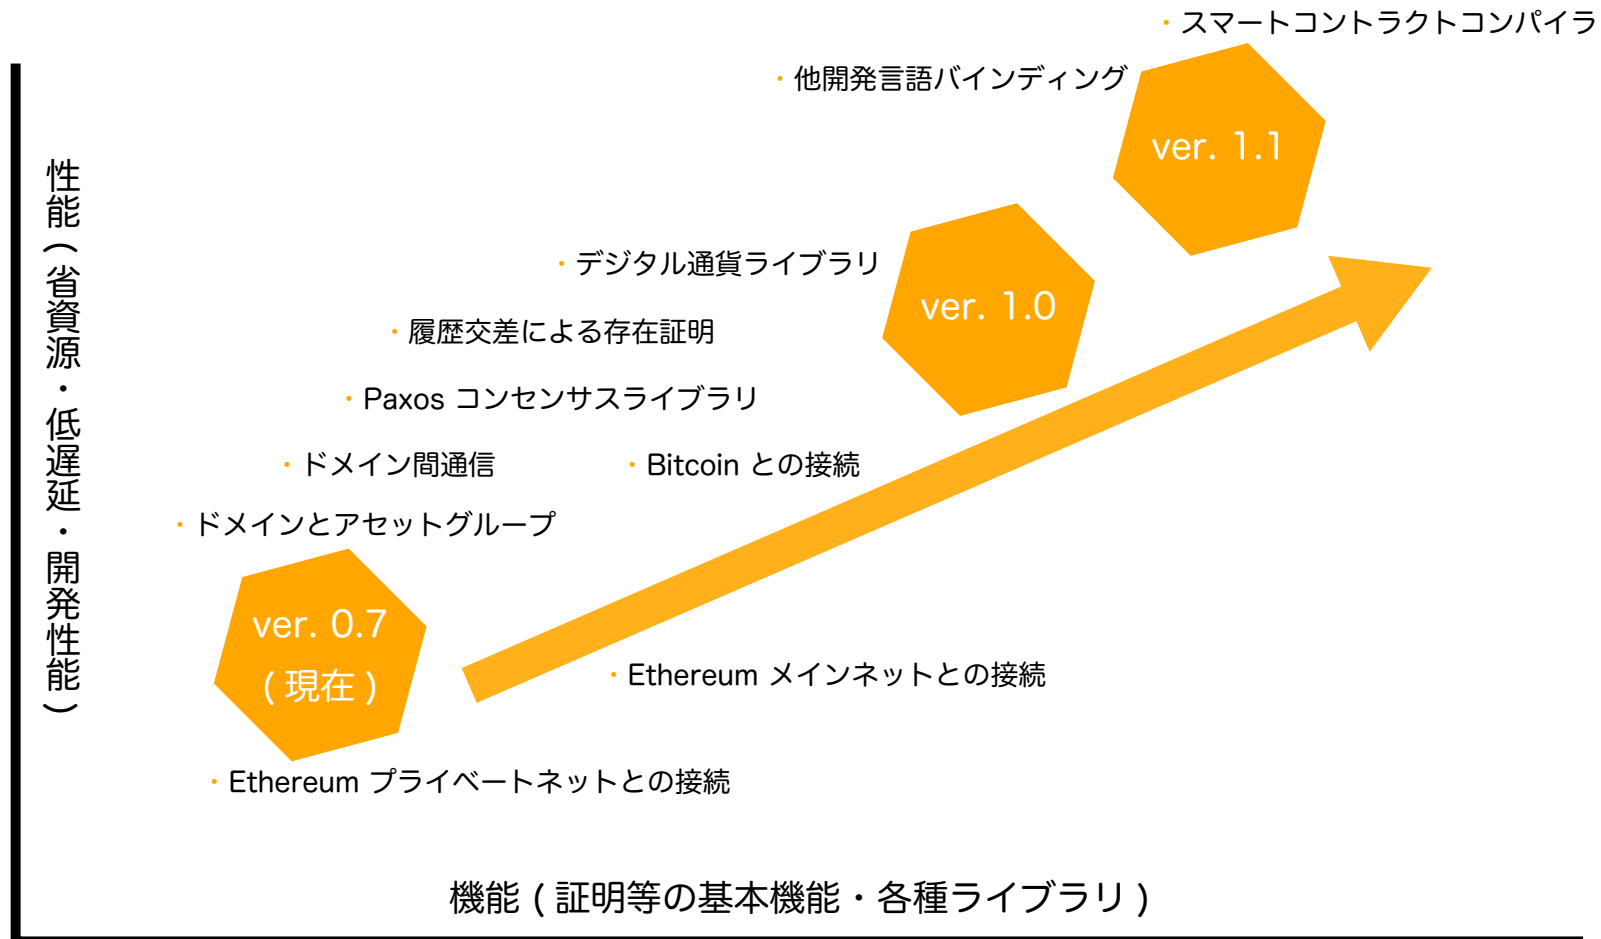 ・スマートコントラクトコンパイラ
・他開発言語バインディング
ver. 1.1
性能(省資源・低遅延・開発性能)
・デジタル通貨ライブラリ
ver. 1.0
・履歴交差による存在証明
・Paxos コンセンサスライブラリ
・ドメイン間通信
・Bitcoin との接続
・ドメインとアセットグループ
ver. 0.7
(現在)
・Ethereum メインネットとの接続
・Ethereum プライベートネットとの接続
機能(証明等の基本機能・各種ライブラリ)